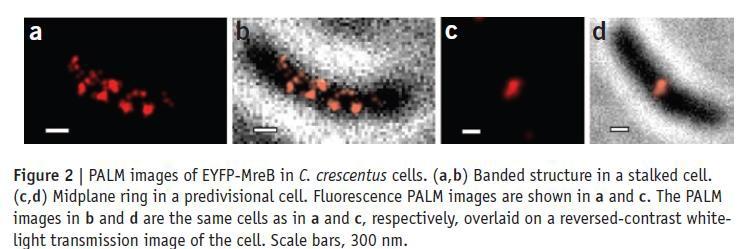 a b c d
Figure 2 | PALM images of EYFP-MreB in C. crescentus cells. (a,b) Banded structure in a stalked cell.
(c,d) Midplane ring in a predivisional cell. Fluorescence PALM images are shown in a and c. The PALM
images in b and d are the same cells as in a and c, respectively, overlaid on a reversed-contrast white-
light transmission image of the cell. Scale bars, 300 nm.